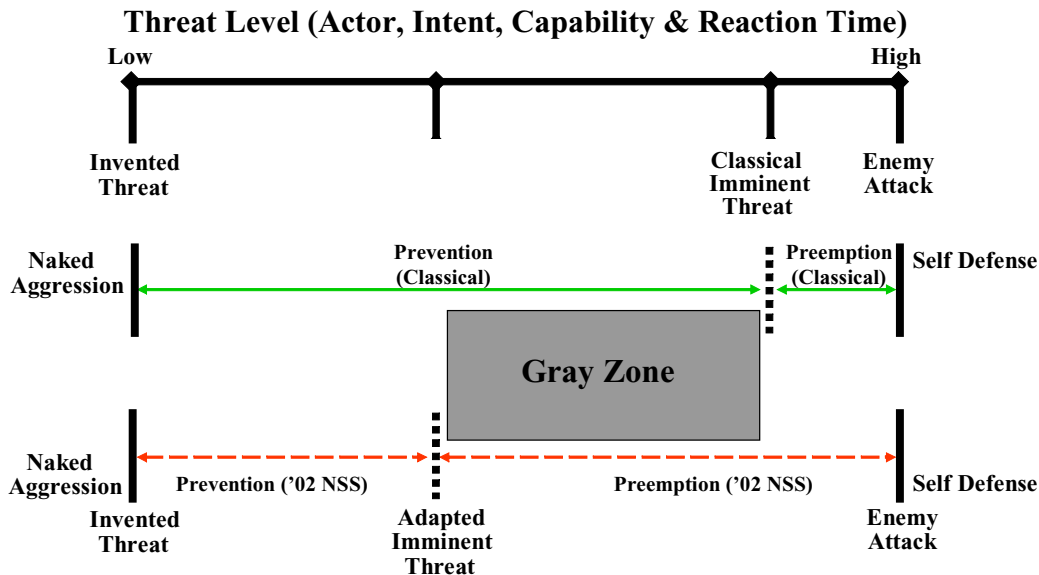 Threat Level (Actor, Intent, Capability & Reaction Time)
Low
High
Invented
Threat
Classical
Imminent
Threat
Enemy
Attack
Naked
Aggression
Prevention
(Classical)
Preemption
(Classical)
Self Defense
Gray Zone
Naked
Aggression
Prevention (’02 NSS)
Preemption (’02 NSS)
Self Defense
Invented
Threat
Adapted
Imminent
Threat
Enemy
Attack